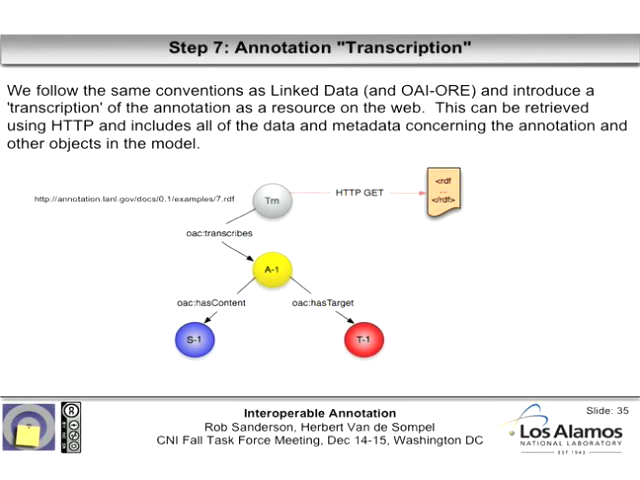 Step 7: Annotation "Transcription"
We follow the same conventions as Linked Data (and OAI-ORE) and introduce a
'transcription' of the annotation as a resource on the web.  This can be retrieved
using HTTP and includes all of the data and metadata concerning the annotation and
other objects in the model.
http://annotation.lanl.gov/docs/0.1/examples/7.rdf
Trn
HTTP GET
<rdf
...
</rdf>
oac:transcribes
A-1
oac:hasContent
oac:hasTarget
S-1
T-1
Interoperable Annotation
Rob Sanderson, Herbert Van de Sompel
CNI Fall Task Force Meeting, Dec 14-15, Washington DC
Slide: 35
Los Alamos
NATIONAL LABORATORY
EST.1943